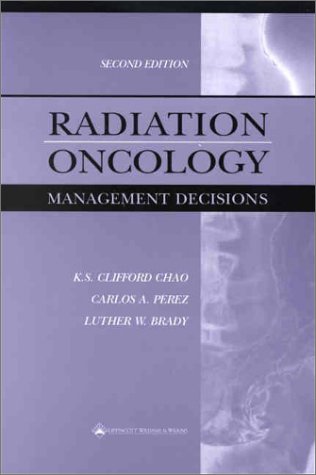 SECOND EDITION
RADIATION
ONCOLOGY
MANAGEMENT DECISIONS
K.S. CLIFFORD CHAO
CARLOS A. PEREZ
LUTHER W. BRADY
LIPPINCOTT WILLIAMS & WILKINS